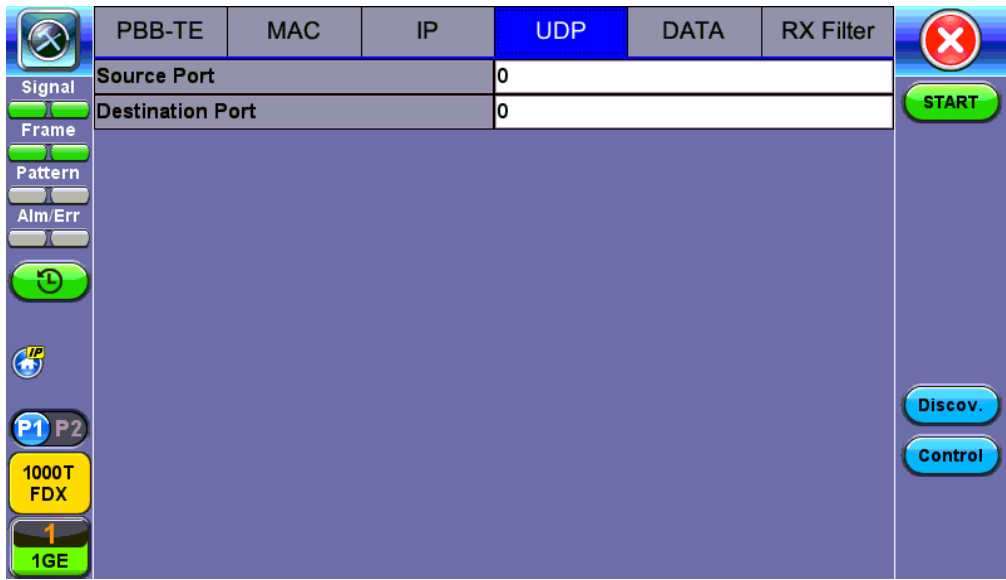 PBB-TE MAC IP UDP DATA RX Filter
Source Port 0
Destination Port 0
Signal
Frame
Pattern
Alm/Err
IP
P1 P2
1000T
FDX
1
1GE
START
Discov.
Control